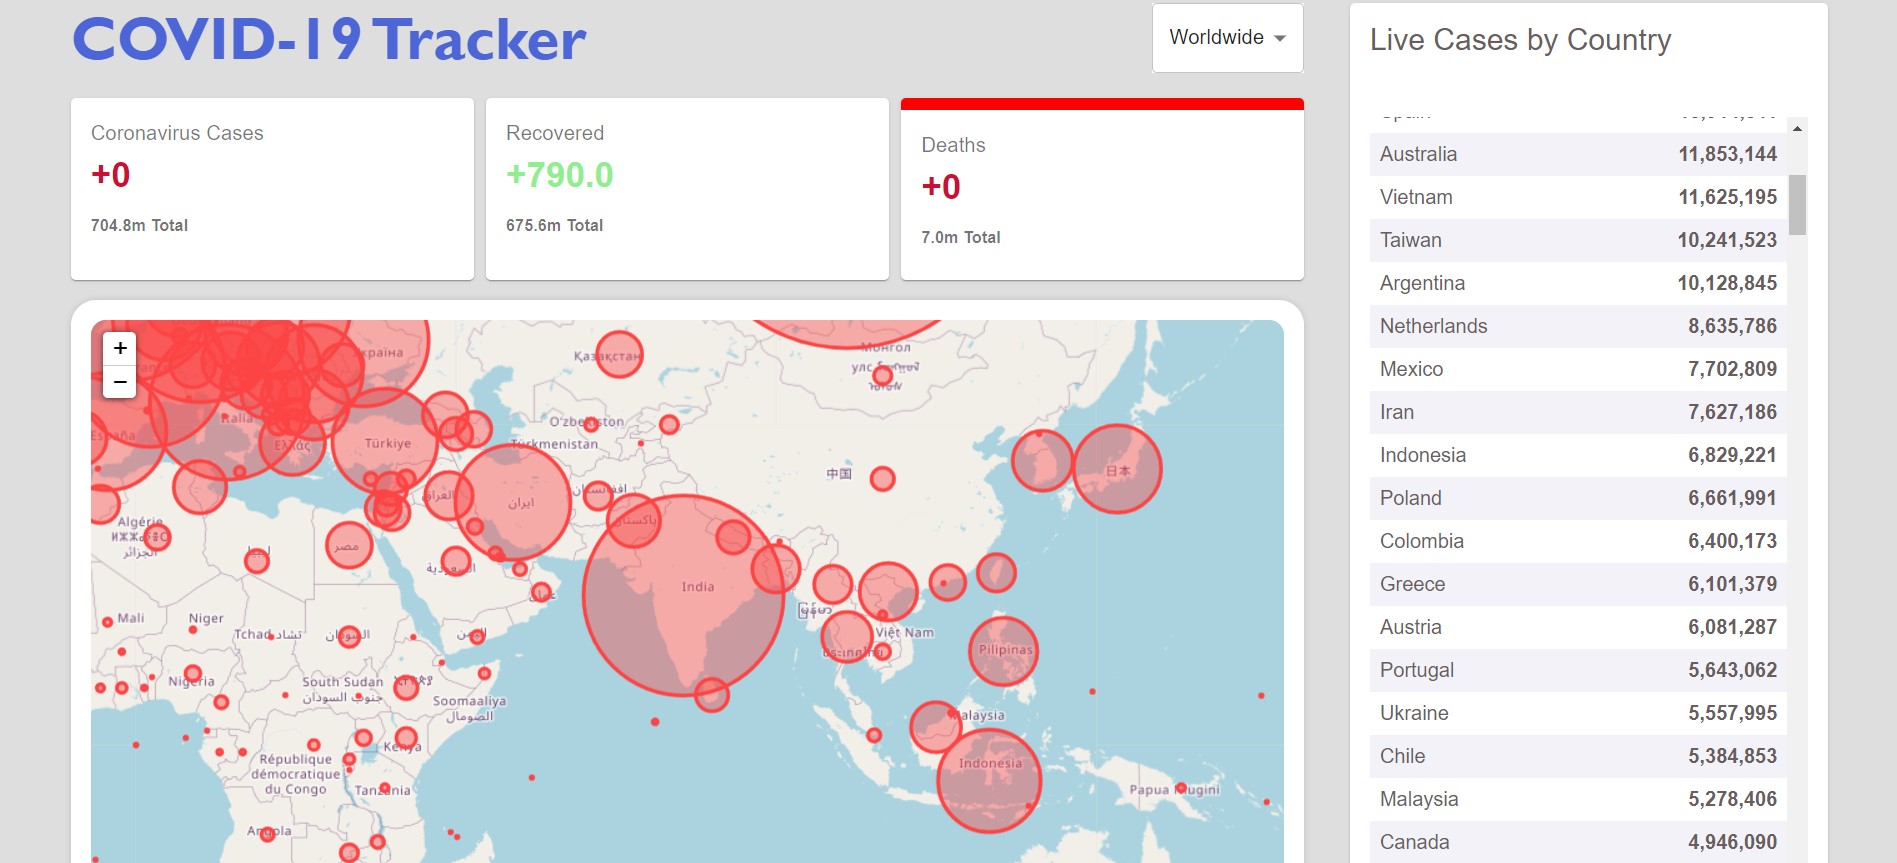 COVID-19 Tracker
Worldwide
Coronavirus Cases
+0
704.8m Total
Recovered
+790.0
675.6m Total
Deaths
+0
7.0m Total
+
−
Україна
Қазақстан
Монгол
улс
Italia
España
Ελλάς
Türkiye
O'zbekiston
Türkmenistan
中国
日本
العراق
ایران
افغانستان
پاکستان
Algérie
ⵍⵣⵣⴰⵢⴻⵔ
الجزائر
ليبيا
مصر
السعودية
عمان
India
မြန်မာ
Việt Nam
ประเทศไทย
Pilipinas
Mali
Niger
Tchad تشاد
السودان
اليمن
Nigeria
South Sudan
جنوب السودان
ኢትዮጵያ
Soomaaliya
الصومال
Malaysia
Kenya
République
démocratique
du Congo
Tanzania
Indonesia
Papua Niugini
Angola
Live Cases by Country
Spain
Australia 11,853,144
Vietnam 11,625,195
Taiwan 10,241,523
Argentina 10,128,845
Netherlands 8,635,786
Mexico 7,702,809
Iran 7,627,186
Indonesia 6,829,221
Poland 6,661,991
Colombia 6,400,173
Greece 6,101,379
Austria 6,081,287
Portugal 5,643,062
Ukraine 5,557,995
Chile 5,384,853
Malaysia 5,278,406
Canada 4,946,090